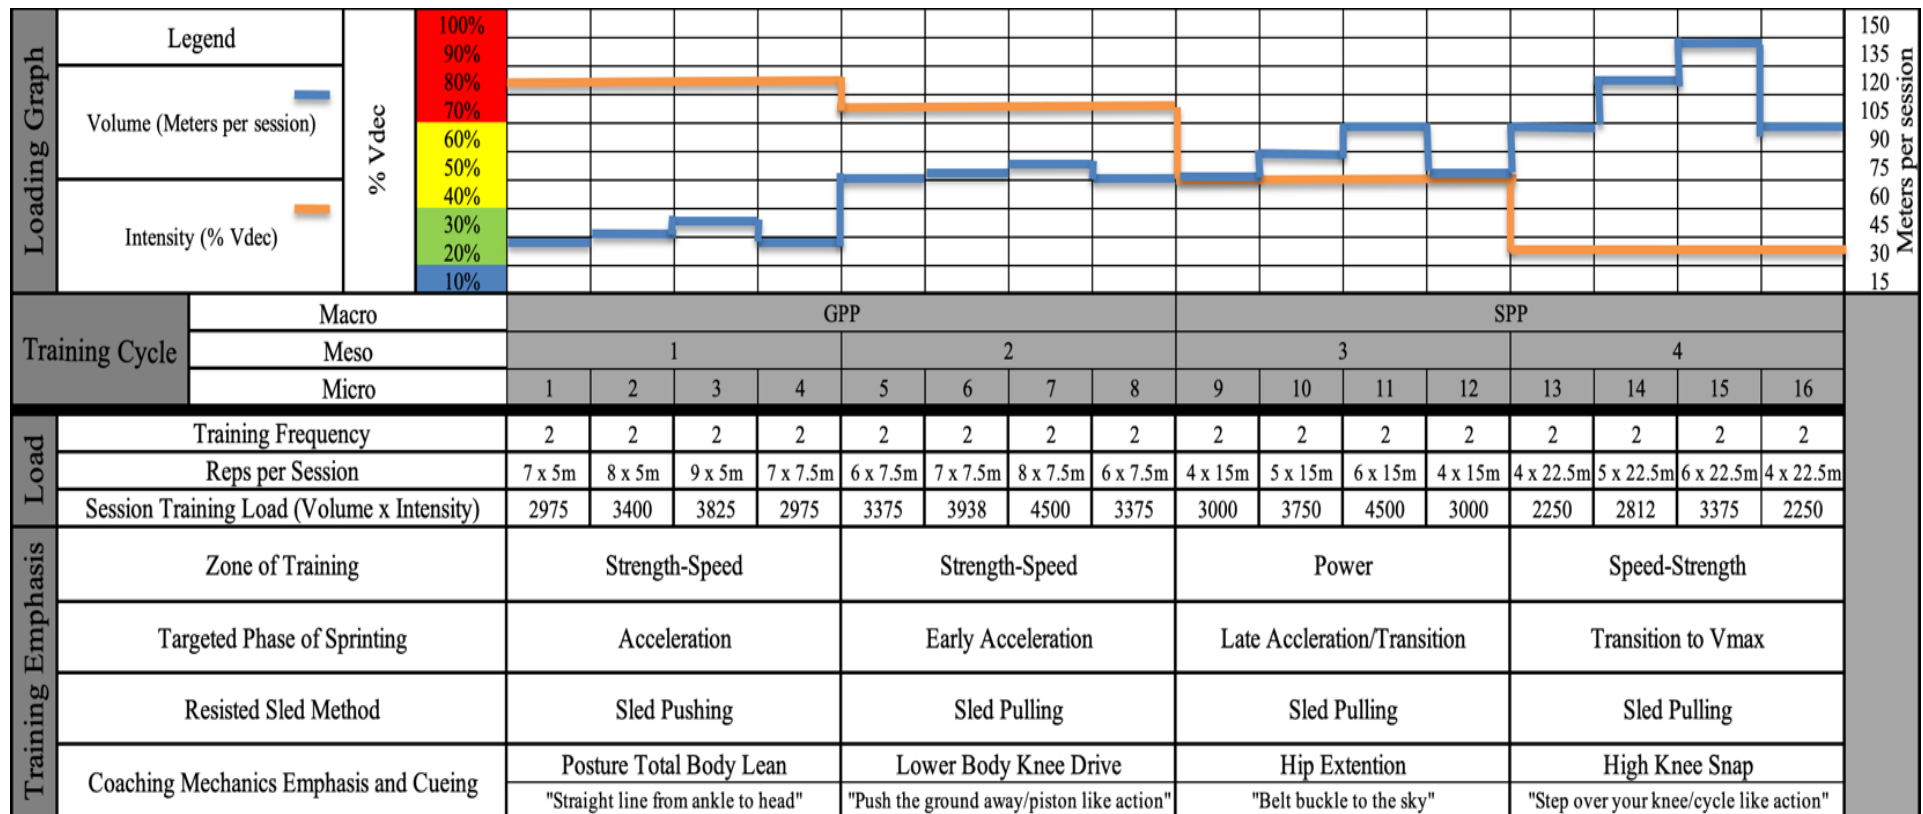 Loading Graph
Legend
Volume (Meters per session)
Intensity (% Vdec)
% Vdec
100%
90%
80%
70%
60%
50%
40%
30%
20%
10%
150
135
120
105
90
75
60
45
30
15
Meters per session
Training Cycle
Macro GPP SPP
Meso 1 2 3 4
Micro 1 2 3 4 5 6 7 8 9 10 11 12 13 14 15 16
Load
Training Frequency 2 2 2 2 2 2 2 2 2 2 2 2 2 2 2 2
Reps per Session 7 x 5m 8 x 5m 9 x 5m 7 x 7.5m 6 x 7.5m 7 x 7.5m 8 x 7.5m 6 x 7.5m 4 x 15m 5 x 15m 6 x 15m 4 x 15m 4 x 22.5m 5 x 22.5m 6 x 22.5m 4 x 22.5m
Session Training Load (Volume x Intensity) 2975 3400 3825 2975 3375 3938 4500 3375 3000 3750 4500 3000 2250 2812 3375 2250
Training Emphasis
Zone of Training Strength-Speed Strength-Speed Power Speed-Strength
Targeted Phase of Sprinting Acceleration Early Acceleration Late Accleration/Transition Transition to Vmax
Resisted Sled Method Sled Pushing Sled Pulling Sled Pulling Sled Pulling
Coaching Mechanics Emphasis and Cueing
Posture Total Body Lean Lower Body Knee Drive Hip Extention High Knee Snap
"Straight line from ankle to head" "Push the ground away/piston like action" "Belt buckle to the sky" "Step over your knee/cycle like action"